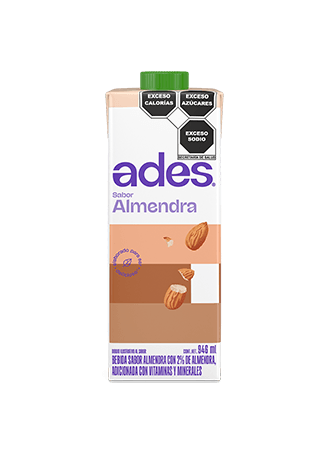 EXCESO
CALORÍAS
EXCESO
AZÚCARES
EXCESO
SODIO
SECRETARÍA DE SALUD
ades
Sabor
Almendra
CONT. NET. 946 ml
BEBIDA SABOR ALMENDRA CON 2% DE ALMENDRA,
ADICIONADA CON VITAMINAS Y MINERALES